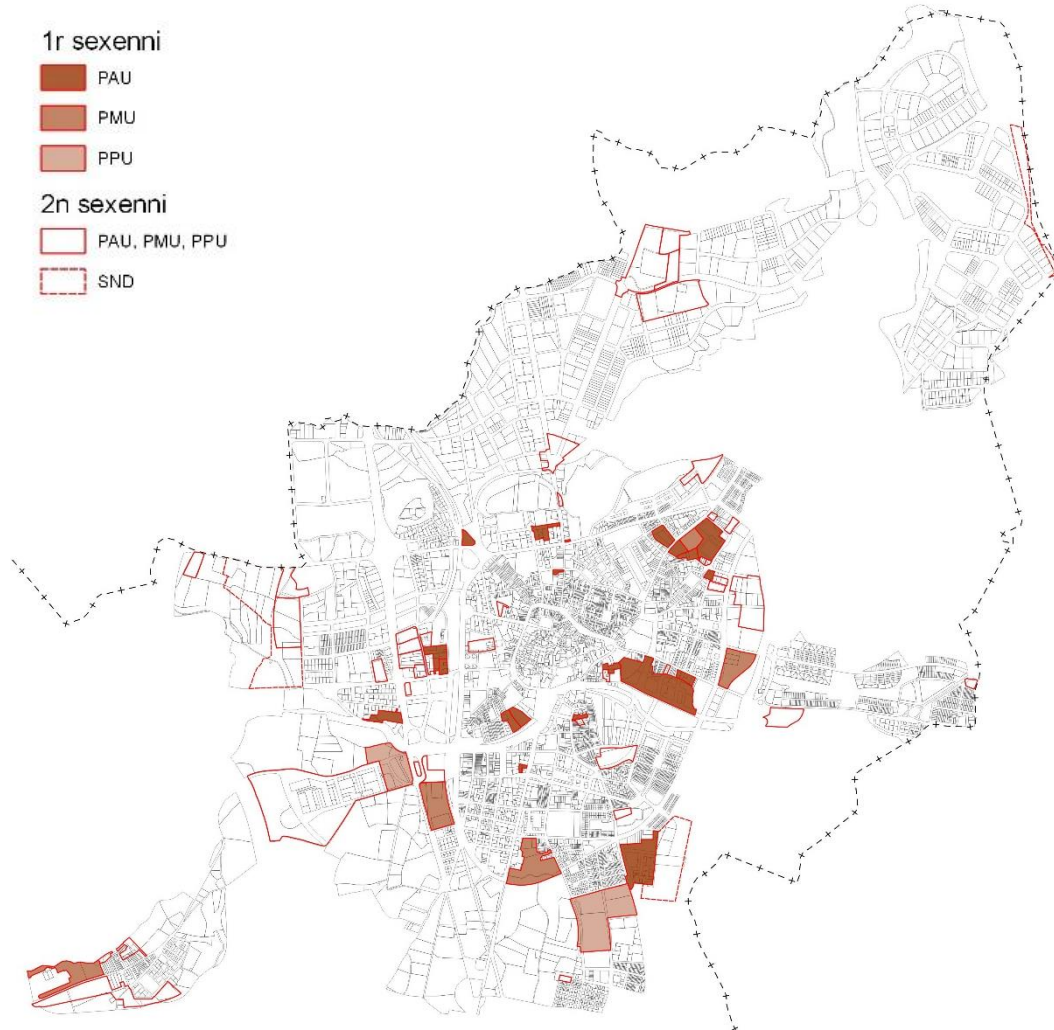 1r sexenni
PAU
PMU
PPU
2n sexenni
PAU, PMU, PPU
SND